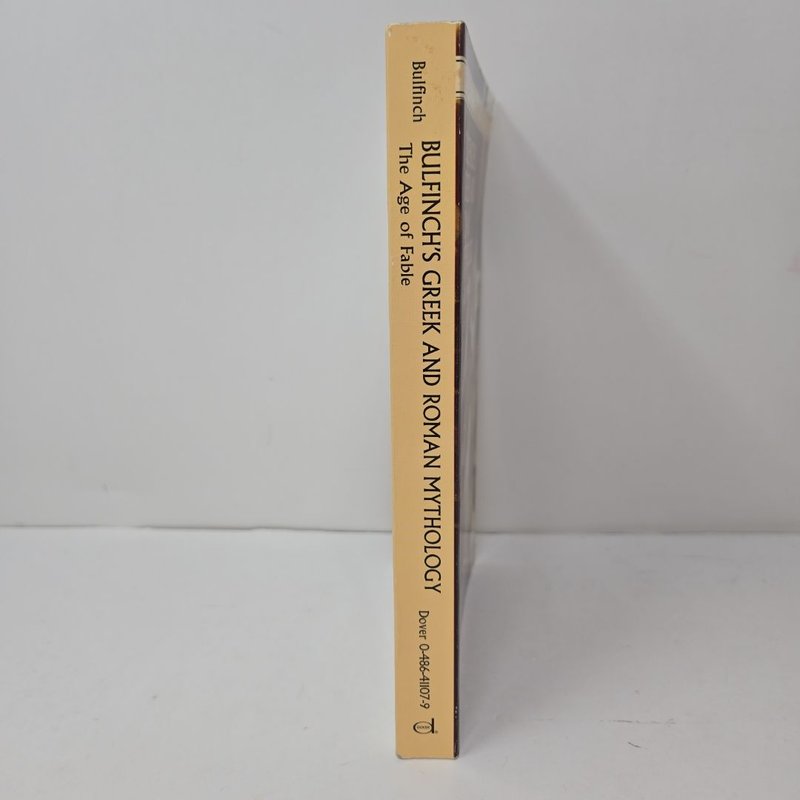 Bulfinch
BULFINCH'S GREEK AND ROMAN MYTHOLOGY
The Age of Fable
Dover 0-486-41107-9